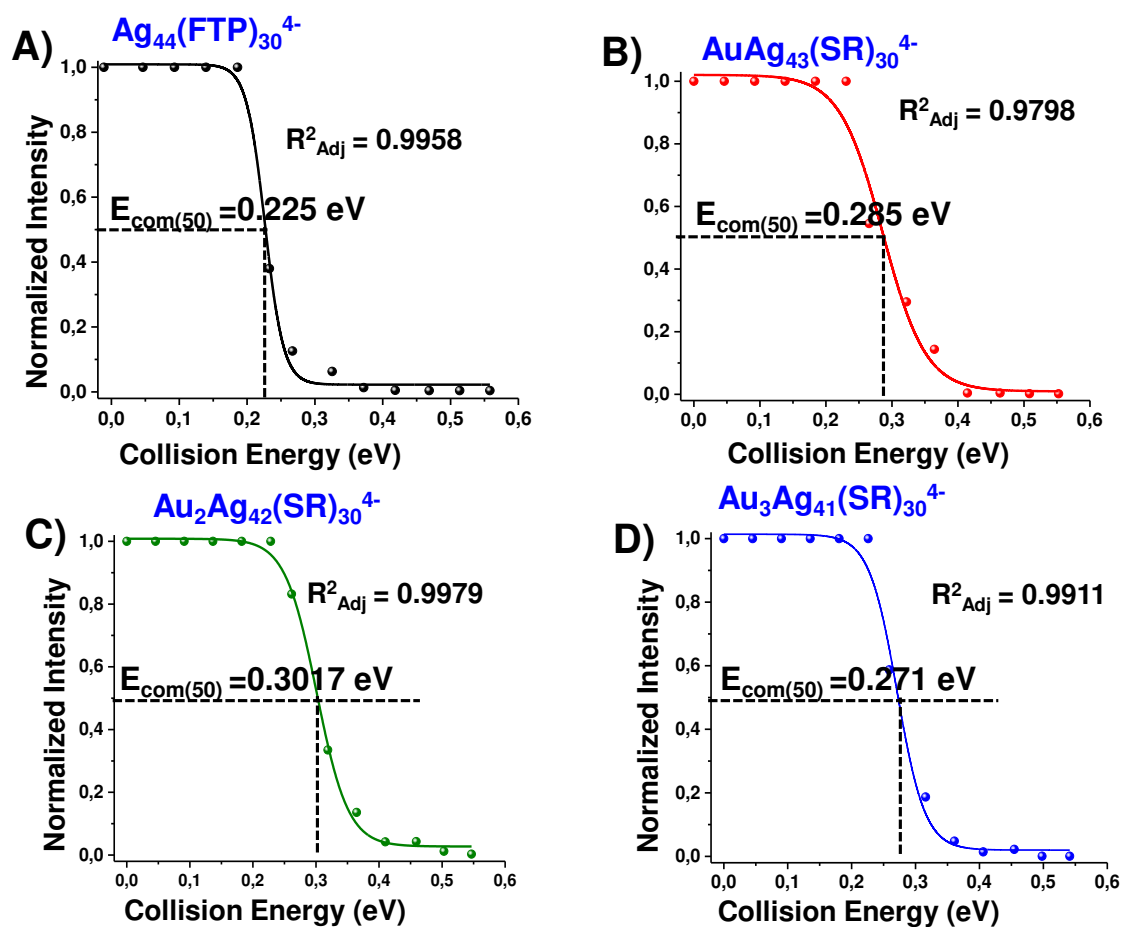 A)
Ag44(FTP)30 4-
R2Adj = 0.9958
Ecom(50) =0.225 eV
Normalized Intensity
1,0
0,8
0,6
0,4
0,2
0,0
0,0 0,1 0,2 0,3 0,4 0,5 0,6
Collision Energy (eV)
B)
AuAg43(SR)30 4-
R2Adj = 0.9798
Ecom(50) =0.285 eV
Normalized Intensity
1,0
0,8
0,6
0,4
0,2
0,0
0,0 0,1 0,2 0,3 0,4 0,5 0,6
Collision Energy (eV)
C)
Au2Ag42(SR)30 4-
R2Adj = 0.9979
Ecom(50) =0.3017 eV
Normalized Intensity
1,0
0,8
0,6
0,4
0,2
0,0
0,0 0,1 0,2 0,3 0,4 0,5 0,6
Collision Energy (eV)
D)
Au3Ag41(SR)30 4-
R2Adj = 0.9911
Ecom(50) =0.271 eV
Normalized Intensity
1,0
0,8
0,6
0,4
0,2
0,0
0,0 0,1 0,2 0,3 0,4 0,5 0,6
Collision Energy (eV)